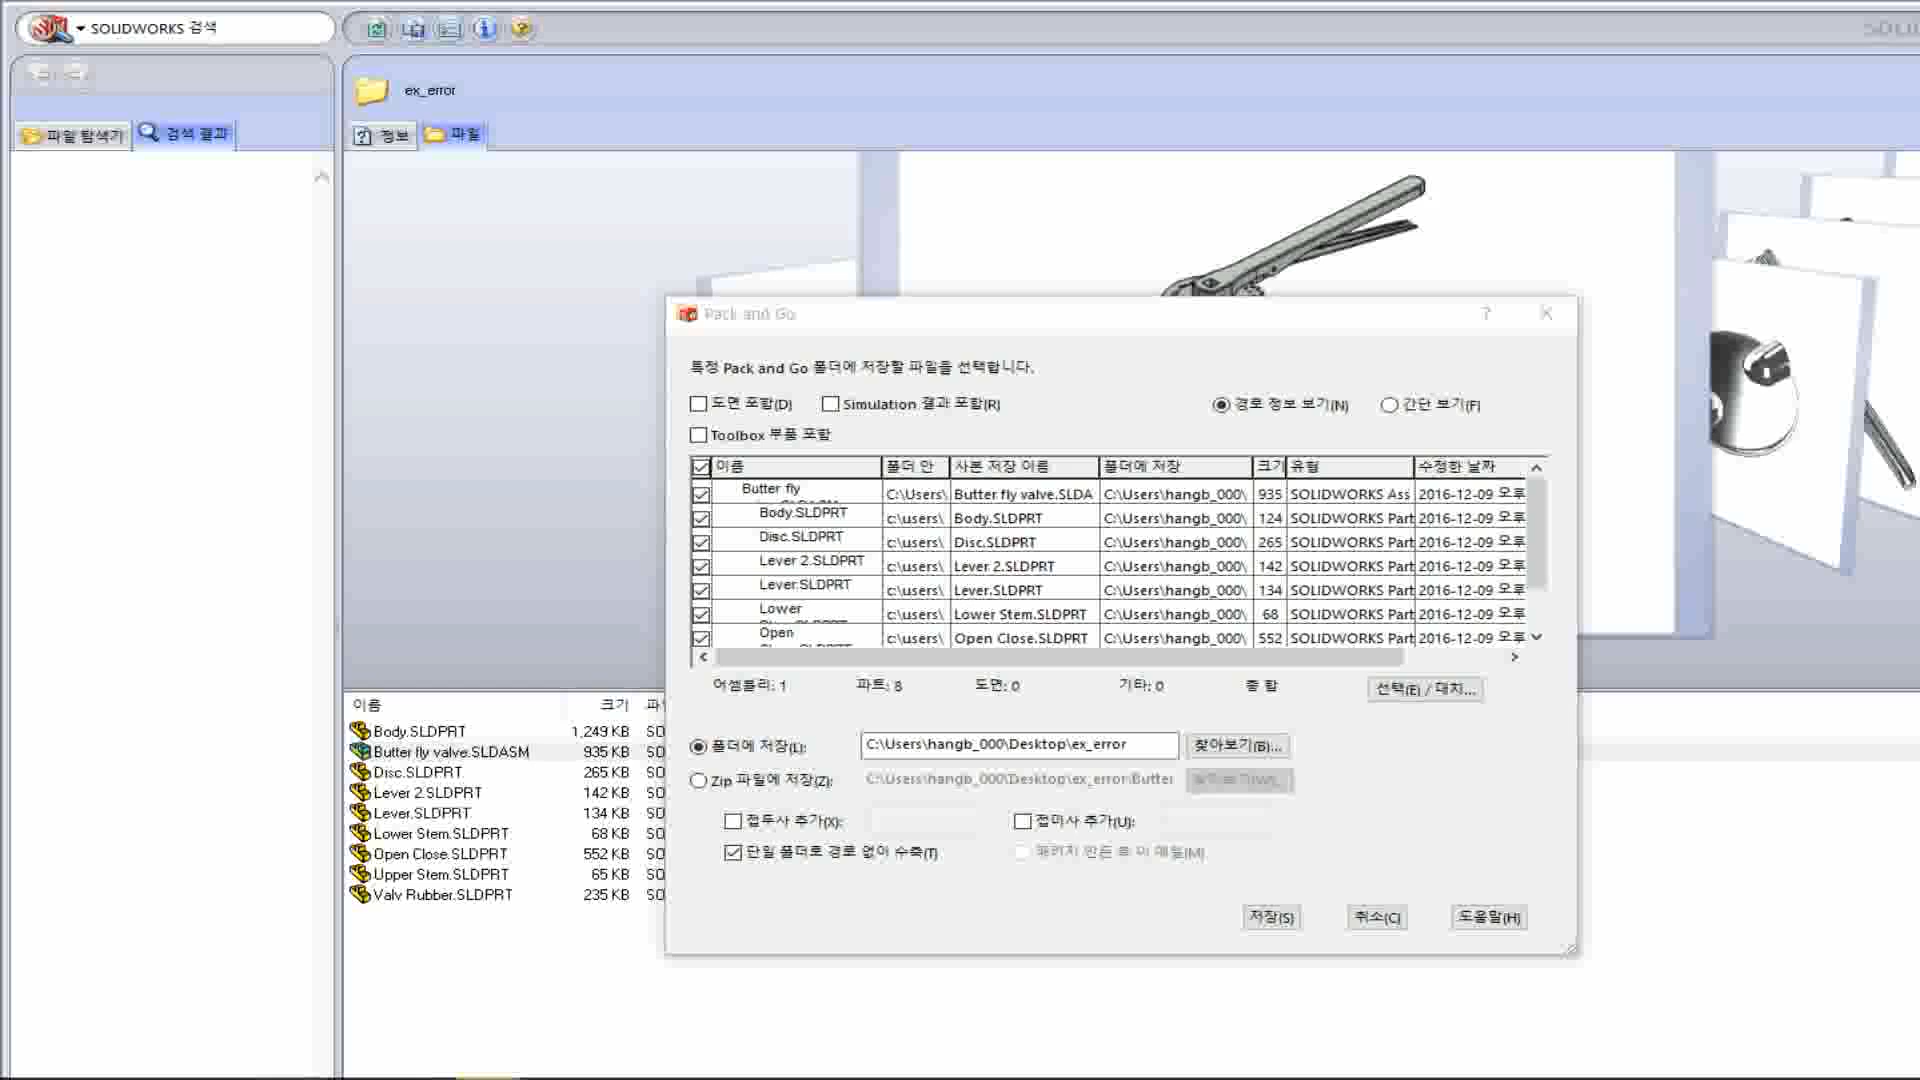 SOLIDWORKS 검색
ex_error
파일 탐색기
검색 결과
정보
파일
Pack and Go
특정 Pack and Go 폴더에 저장할 파일을 선택합니다.
도면 포함(D)
Simulation 결과 포함(R)
경로 정보 보기(N)
간단 보기(F)
Toolbox 부품 포함
이름 폴더 안 사본 저장 이름 폴더에 저장 크기 유형 수정한 날짜
Butter fly C:\Users\ Butter fly valve.SLDA C:\Users\hangb_000\ 935 SOLIDWORKS Ass 2016-12-09 오후
Body.SLDPRT c:\users\ Body.SLDPRT C:\Users\hangb_000\ 124 SOLIDWORKS Part 2016-12-09 오후
Disc.SLDPRT c:\users\ Disc.SLDPRT C:\Users\hangb_000\ 265 SOLIDWORKS Part 2016-12-09 오후
Lever 2.SLDPRT c:\users\ Lever 2.SLDPRT C:\Users\hangb_000\ 142 SOLIDWORKS Part 2016-12-09 오후
Lever.SLDPRT c:\users\ Lever.SLDPRT C:\Users\hangb_000\ 134 SOLIDWORKS Part 2016-12-09 오후
Lower c:\users\ Lower Stem.SLDPRT C:\Users\hangb_000\ 68 SOLIDWORKS Part 2016-12-09 오후
Open c:\users\ Open Close.SLDPRT C:\Users\hangb_000\ 552 SOLIDWORKS Part 2016-12-09 오후
어셈블리: 1 파트: 8 도면: 0 기타: 0 총 합
선택(E) / 대치...
폴더에 저장(L): C:\Users\hangb_000\Desktop\ex_error 찾아보기(B)...
Zip 파일에 저장(Z): C:\Users\hangb_000\Desktop\ex_error\Butter
접두사 추가(X): 접미사 추가(U):
단일 폴더로 경로 없이 수축(T)
저장(S) 취소(C) 도움말(H)
이름 크기
Body.SLDPRT 1,249 KB SO
Butter fly valve.SLDASM 935 KB SO
Disc.SLDPRT 265 KB SO
Lever 2.SLDPRT 142 KB SO
Lever.SLDPRT 134 KB SO
Lower Stem.SLDPRT 68 KB SO
Open Close.SLDPRT 552 KB SO
Upper Stem.SLDPRT 65 KB SO
Valv Rubber.SLDPRT 235 KB SO